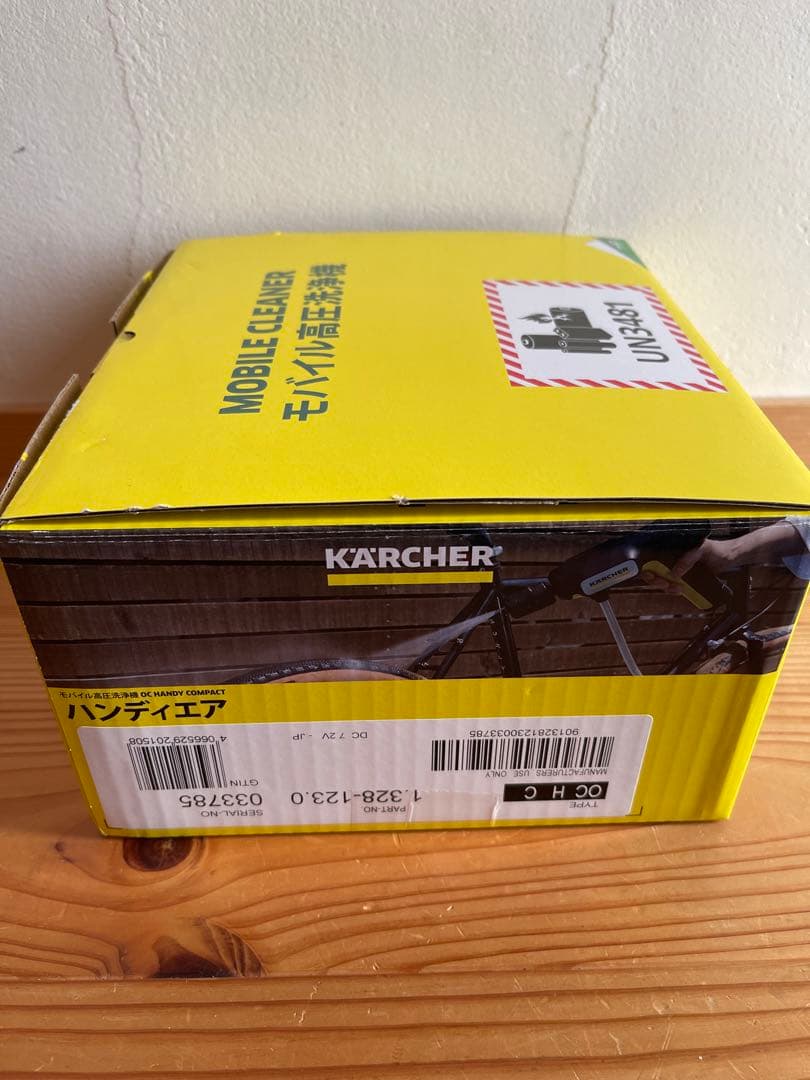 MOBILE CLEANER
モバイル高圧洗浄機
UN3481
KÄRCHER
KÄRCHER
モバイル高圧洗浄機 OC HANDY COMPACT
ハンディエア
TYPE
OC H C
PART-NO.
1.328-123.0
SERIAL-NO
033785
MANUFACTURERS USE ONLY
9013281230033785
DC 7.2V - JP
GTIN
4 066529 201508